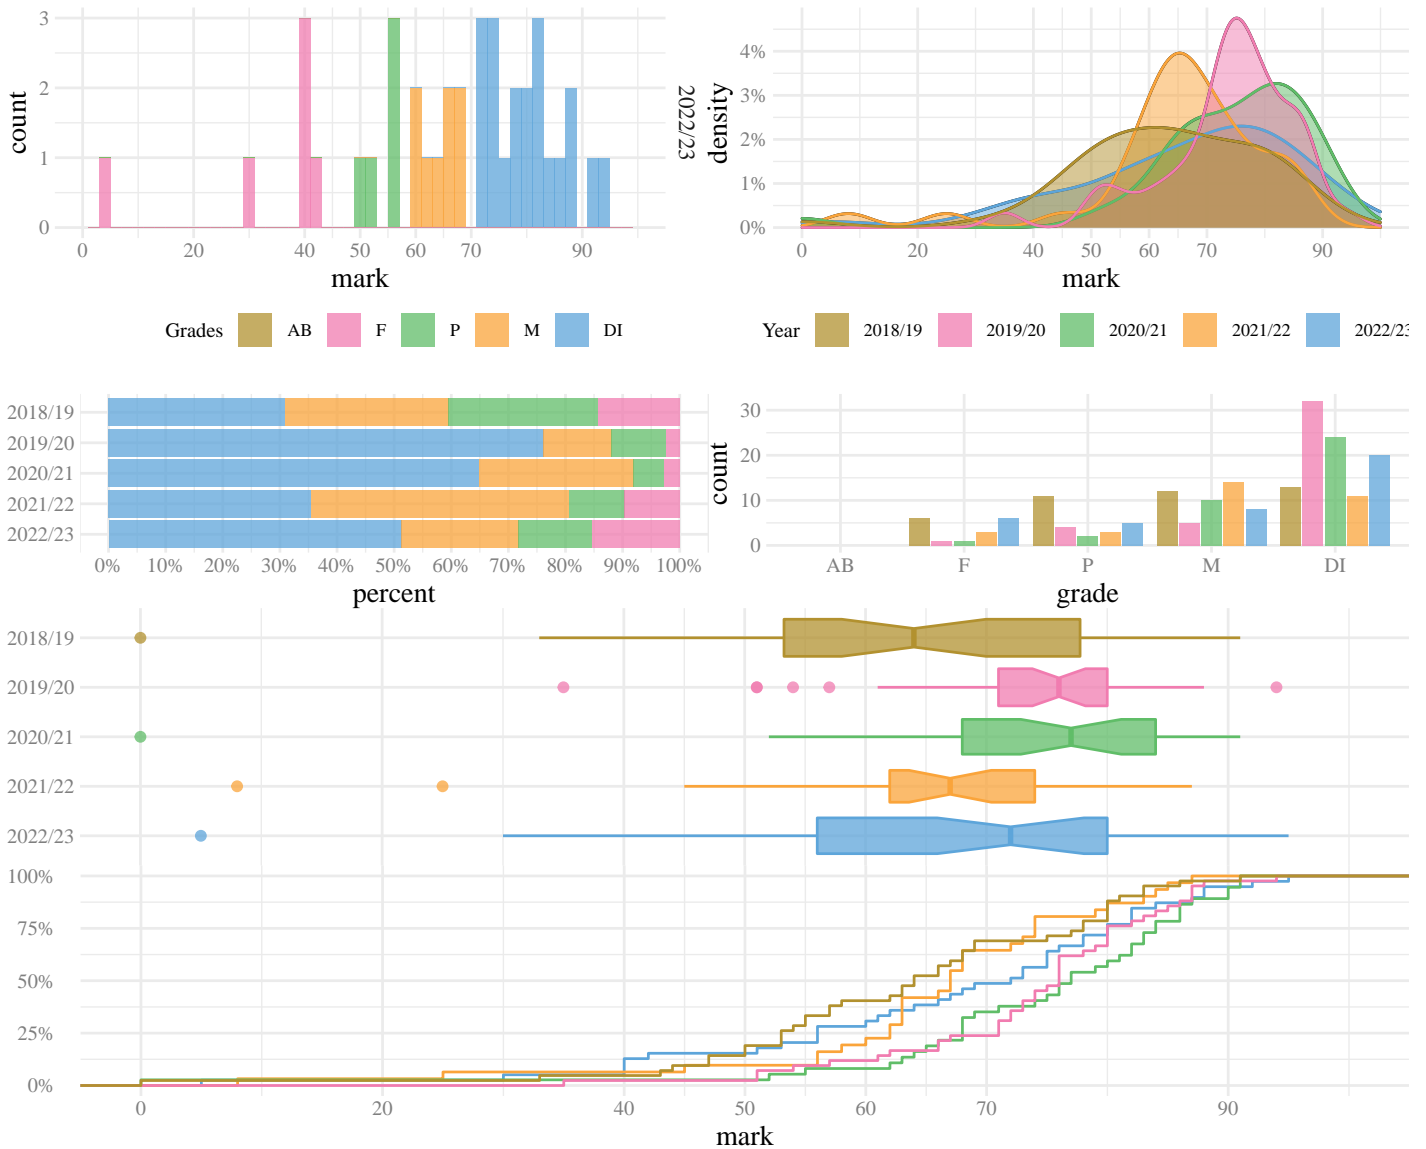 3
2
1
0
count
0 20 40 50 60 70 90
mark
2022/23
Grades AB F P M DI
density
4%
3%
2%
1%
0%
0 20 40 50 60 70 90
mark
Year 2018/19 2019/20 2020/21 2021/22 2022/23
2018/19
2019/20
2020/21
2021/22
2022/23
0% 10% 20% 30% 40% 50% 60% 70% 80% 90% 100%
percent
count
30
20
10
0
AB F P M DI
grade
2018/19
2019/20
2020/21
2021/22
2022/23
100%
75%
50%
25%
0%
0 20 40 50 60 70 90
mark